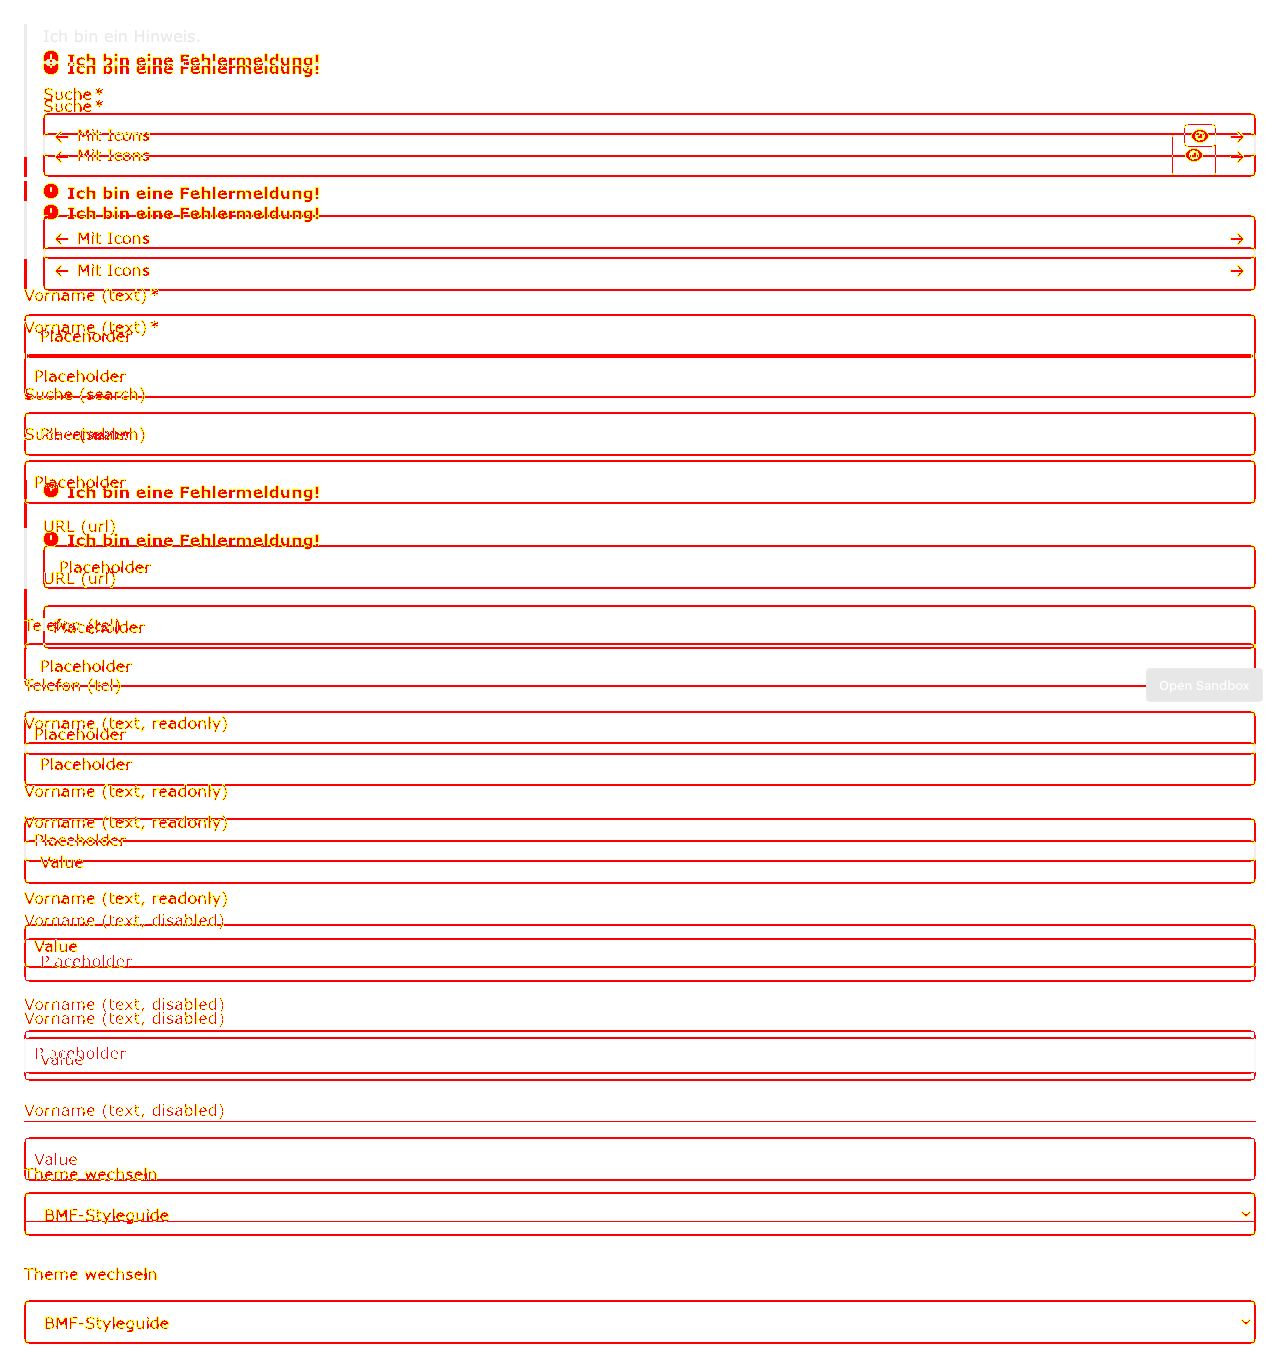 Ich bin ein Hinweis.
Ich bin eine Fehlermeldung!
Ich bin eine Fehlermeldung!
Suche*
Suche*
Mit Icons
Mit Icons
Ich bin eine Fehlermeldung!
Ich bin eine Fehlermeldung!
Mit Icons
Mit Icons
Vorname (text)*
Vorname (text)*
Placeholder
Placeholder
Suche (search)
Suche (search)
Placeholder
Ich bin eine Fehlermeldung!
URL (url)
Ich bin eine Fehlermeldung!
Placeholder
URL (url)
Telefon (tel)
Placeholder
Placeholder
Telefon (tel)
Open Sandbox
Vorname (text, readonly)
Placeholder
Placeholder
Vorname (text, readonly)
Vorname (text, readonly)
Placeholder
Value
Vorname (text, readonly)
Vorname (text, disabled)
Value
Placeholder
Vorname (text, disabled)
Vorname (text, disabled)
Placeholder
Value
Vorname (text, disabled)
Value
Theme wechseln
BMF-Styleguide
Theme wechseln
BMF-Styleguide